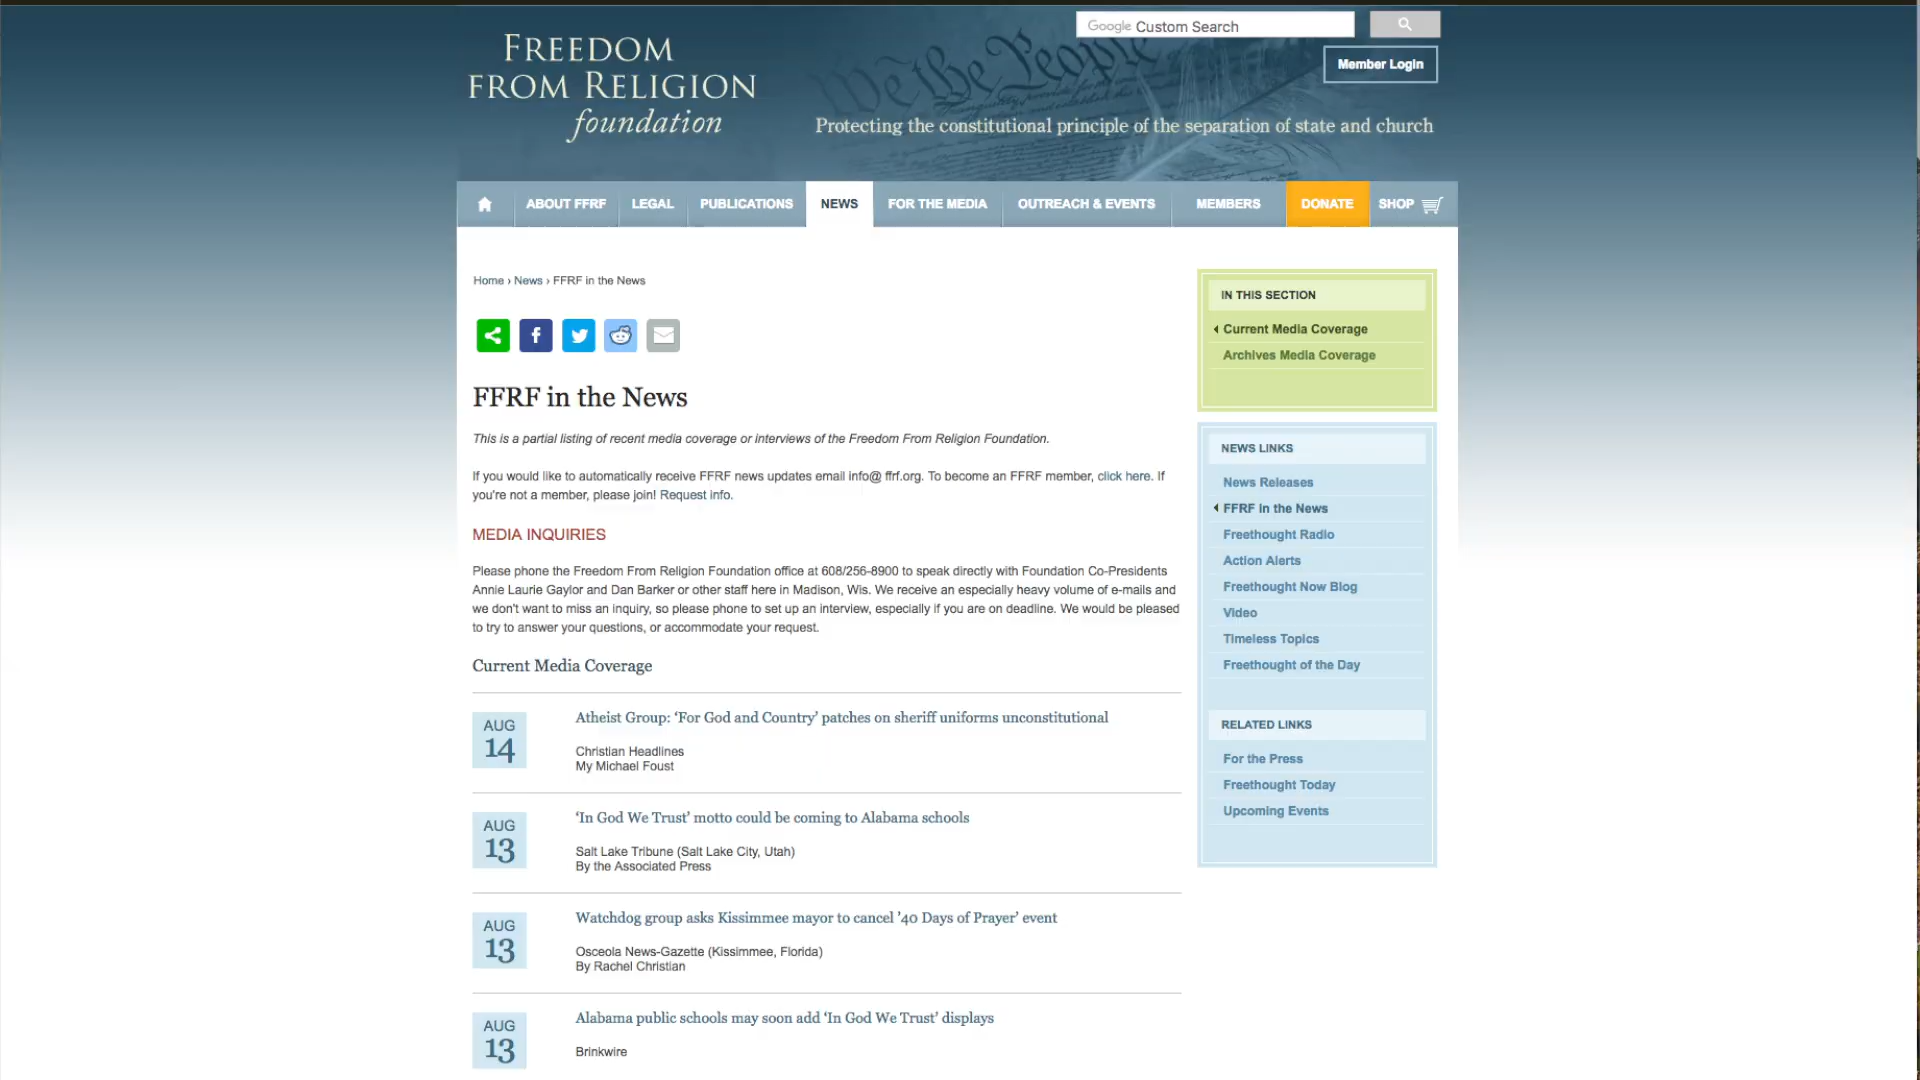 Google Custom Search
Member Login
FREEDOM
FROM RELIGION
foundation
We the People
Protecting the constitutional principle of the separation of state and church
ABOUT FFRF
LEGAL
PUBLICATIONS
NEWS
FOR THE MEDIA
OUTREACH & EVENTS
MEMBERS
DONATE
SHOP
Home › News › FFRF in the News
FFRF in the News
This is a partial listing of recent media coverage or interviews of the Freedom From Religion Foundation.
If you would like to automatically receive FFRF news updates email info@ ffrf.org. To become an FFRF member, click here. If
you're not a member, please join! Request info.
MEDIA INQUIRIES
Please phone the Freedom From Religion Foundation office at 608/256-8900 to speak directly with Foundation Co-Presidents
Annie Laurie Gaylor and Dan Barker or other staff here in Madison, Wis. We receive an especially heavy volume of e-mails and
we don't want to miss an inquiry, so please phone to set up an interview, especially if you are on deadline. We would be pleased
to try to answer your questions, or accommodate your request.
Current Media Coverage
AUG
14
Atheist Group: ‘For God and Country’ patches on sheriff uniforms unconstitutional
Christian Headlines
My Michael Foust
AUG
13
‘In God We Trust’ motto could be coming to Alabama schools
Salt Lake Tribune (Salt Lake City, Utah)
By the Associated Press
AUG
13
Watchdog group asks Kissimmee mayor to cancel ’40 Days of Prayer’ event
Osceola News-Gazette (Kissimmee, Florida)
By Rachel Christian
AUG
13
Alabama public schools may soon add ‘In God We Trust’ displays
Brinkwire
IN THIS SECTION
Current Media Coverage
Archives Media Coverage
NEWS LINKS
News Releases
FFRF in the News
Freethought Radio
Action Alerts
Freethought Now Blog
Video
Timeless Topics
Freethought of the Day
RELATED LINKS
For the Press
Freethought Today
Upcoming Events